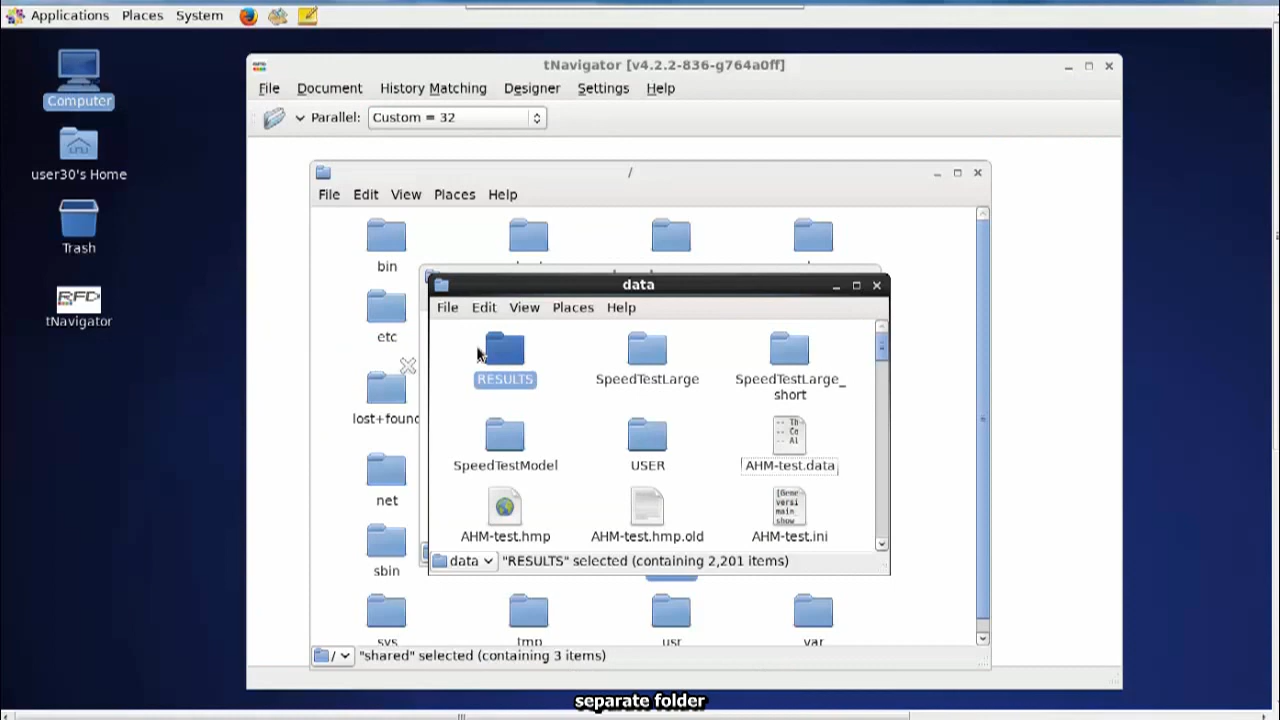 Applications Places System
Computer
user30's Home
Trash
RFD
tNavigator
tNavigator [v4.2.2-836-g764a0ff]
File Document History Matching Designer Settings Help
Parallel: Custom = 32
/
File Edit View Places Help
bin
etc
lost+found
net
sbin
sys tmp usr var
/ "shared" selected (containing 3 items)
data
File Edit View Places Help
RESULTS SpeedTestLarge SpeedTestLarge_
short
SpeedTestModel USER AHM-test.data
AHM-test.hmp AHM-test.hmp.old AHM-test.ini
data "RESULTS" selected (containing 2,201 items)
separate folder